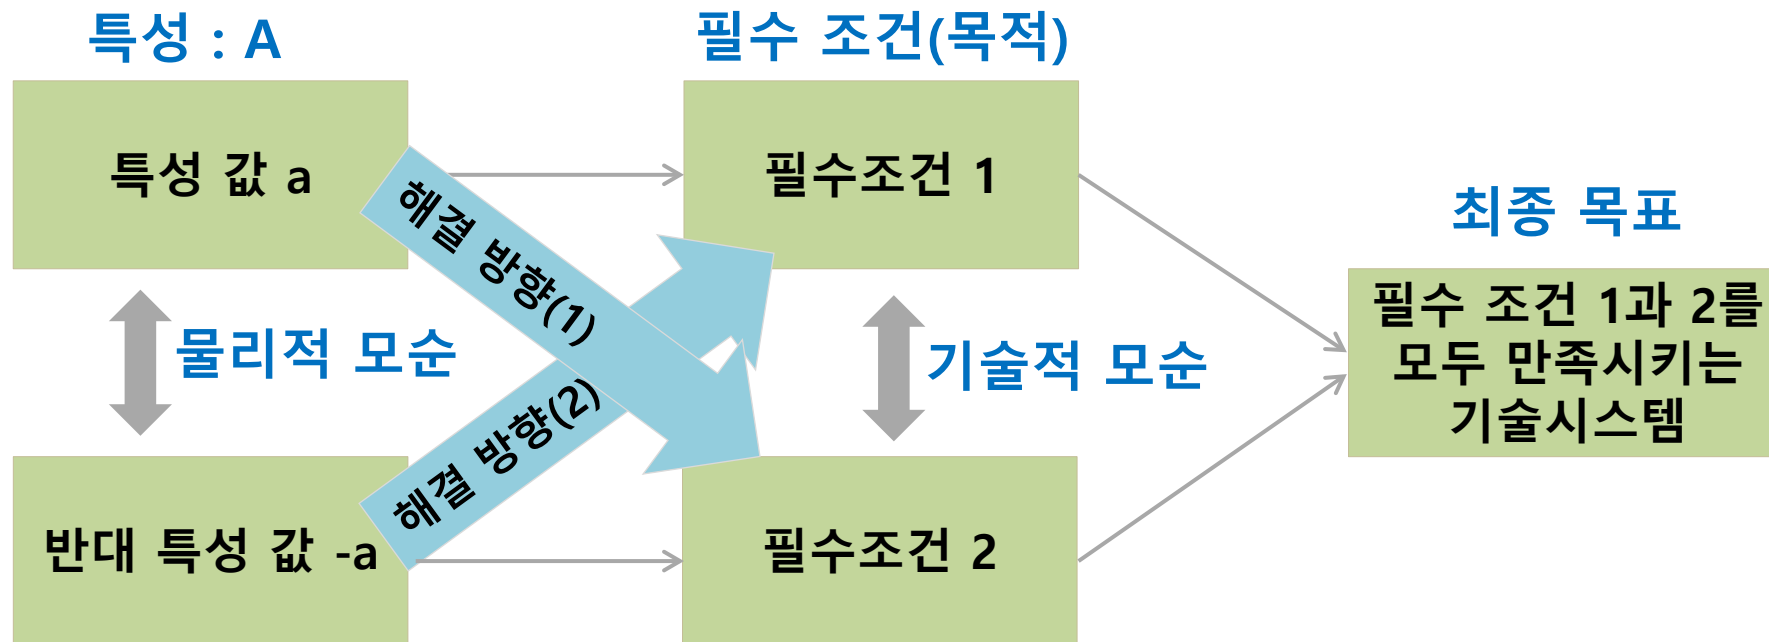 특성 : A
필수 조건(목적)
특성 값 a
필수조건 1
해결 방향(1)
최종 목표
물리적 모순
기술적 모순
필수 조건 1과 2를
모두 만족시키는
기술시스템
해결 방향(2)
반대 특성 값 -a
필수조건 2